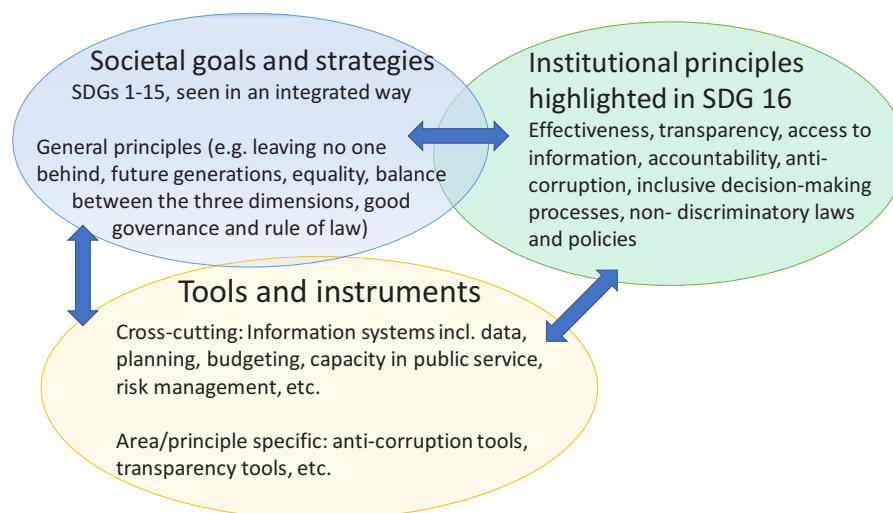 Societal goals and strategies
SDGs 1-15, seen in an integrated way
General principles (e.g. leaving no one
behind, future generations, equality, balance
between the three dimensions, good
governance and rule of law)
Institutional principles
highlighted in SDG 16
Effectiveness, transparency, access to
information, accountability, anti-
corruption, inclusive decision-making
processes, non- discriminatory laws
and policies
Tools and instruments
Cross-cutting: Information systems incl. data,
planning, budgeting, capacity in public service,
risk management, etc.
Area/principle specific: anti-corruption tools,
transparency tools, etc.